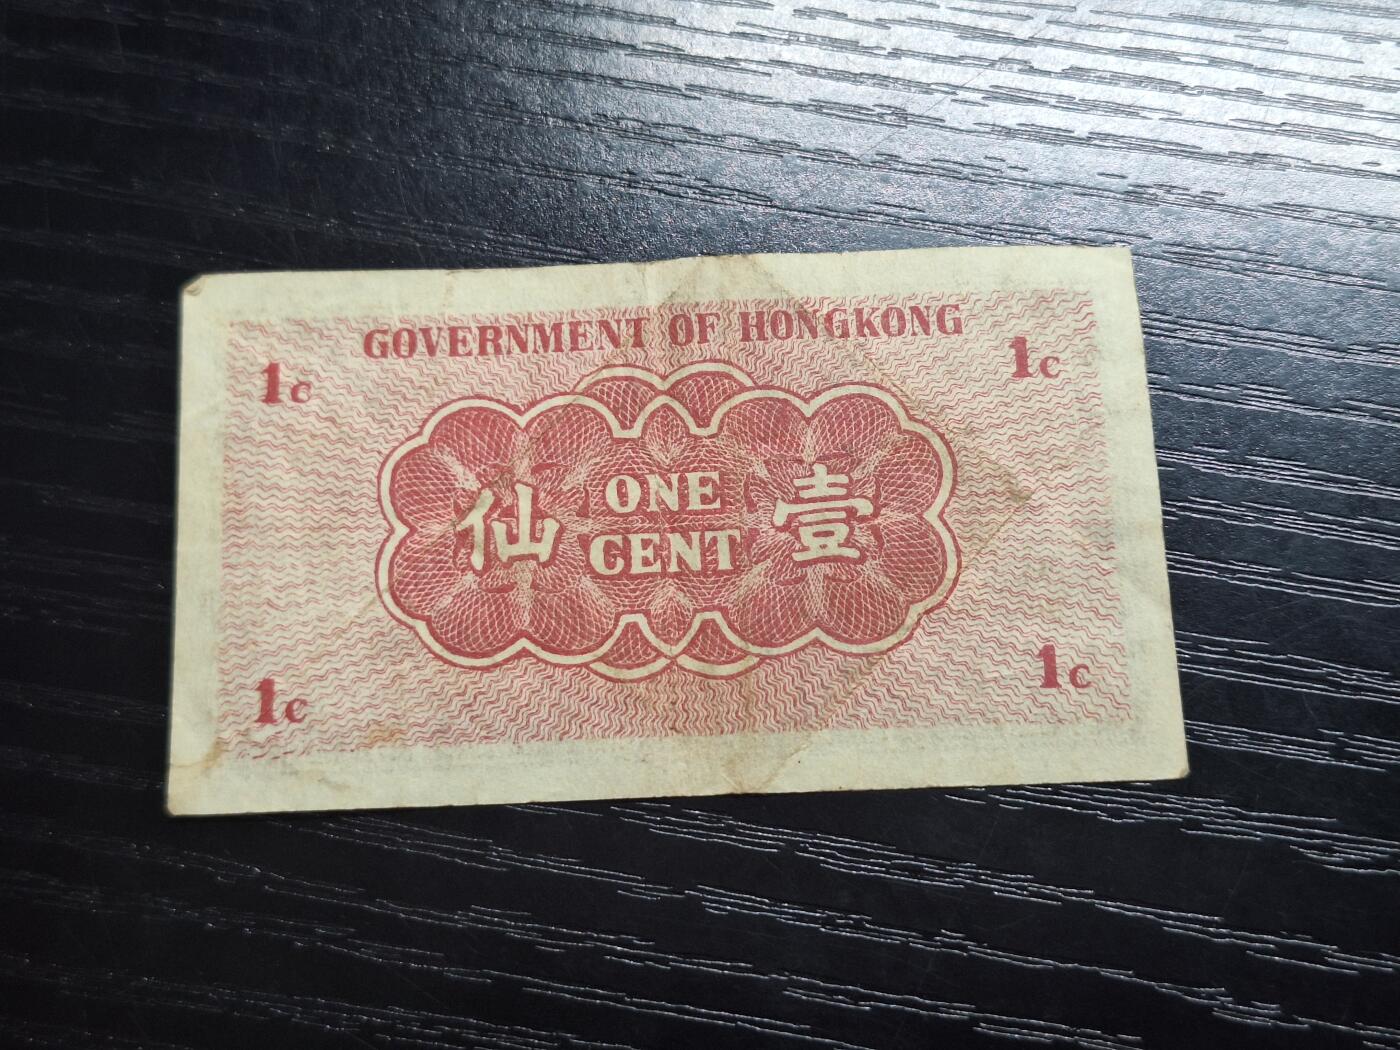 GOVERNMENT OF HONGKONG
1c 1c
仙 ONE CENT 壹
1c 1c